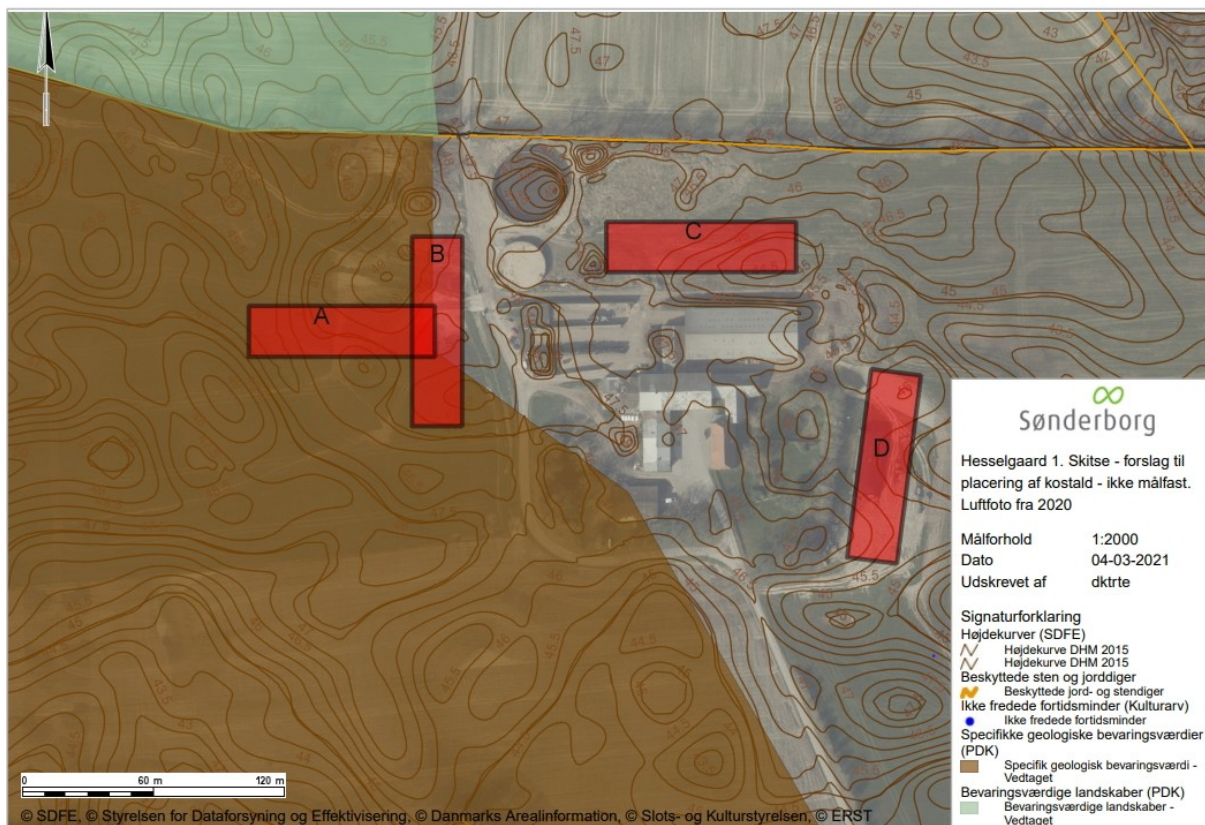 A
B
C
D
Sønderborg
Hesselgaard 1. Skitse - forslag til
placering af kostald - ikke målfast.
Luftfoto fra 2020
Målforhold 1:2000
Dato 04-03-2021
Udskrevet af dktrte
Signaturforklaring
Højdekurver (SDFE)
Højdekurve DHM 2015
Højdekurve DHM 2015
Beskyttede sten og jorddiger
Beskyttede jord- og stendiger
Ikke fredede fortidsminder (Kulturarv)
Ikke fredede fortidsminder
Specifikke geologiske bevaringsværdier
(PDK)
Specifik geologisk bevaringsværdi -
Vedtaget
Bevaringsværdige landskaber (PDK)
Bevaringsværdige landskaber -
Vedtaget
0 60 m 120 m
© SDFE, © Styrelsen for Dataforsyning og Effektivisering, © Danmarks Arealinformation, © Slots- og Kulturstyrelsen, © ERST